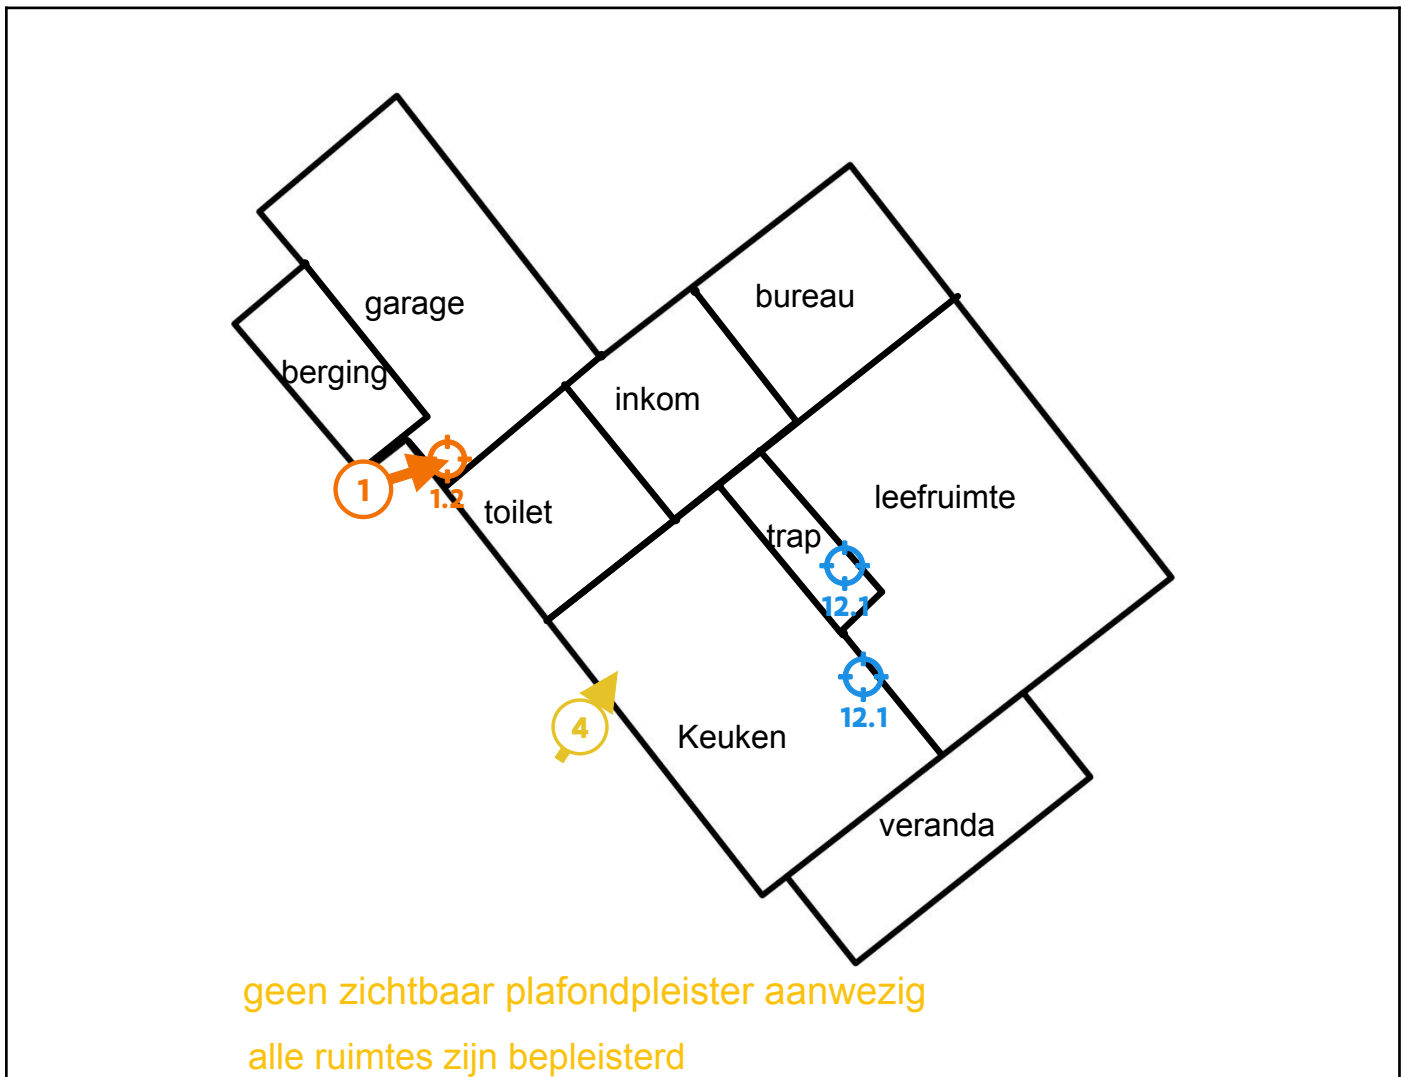 bureau
garage
berging
inkom
leefruimte
1
1.2
toilet
trap
12.1
12.1
4
Keuken
veranda
geen zichtbaar plafondpleister aanwezig
alle ruimtes zijn bepleisterd